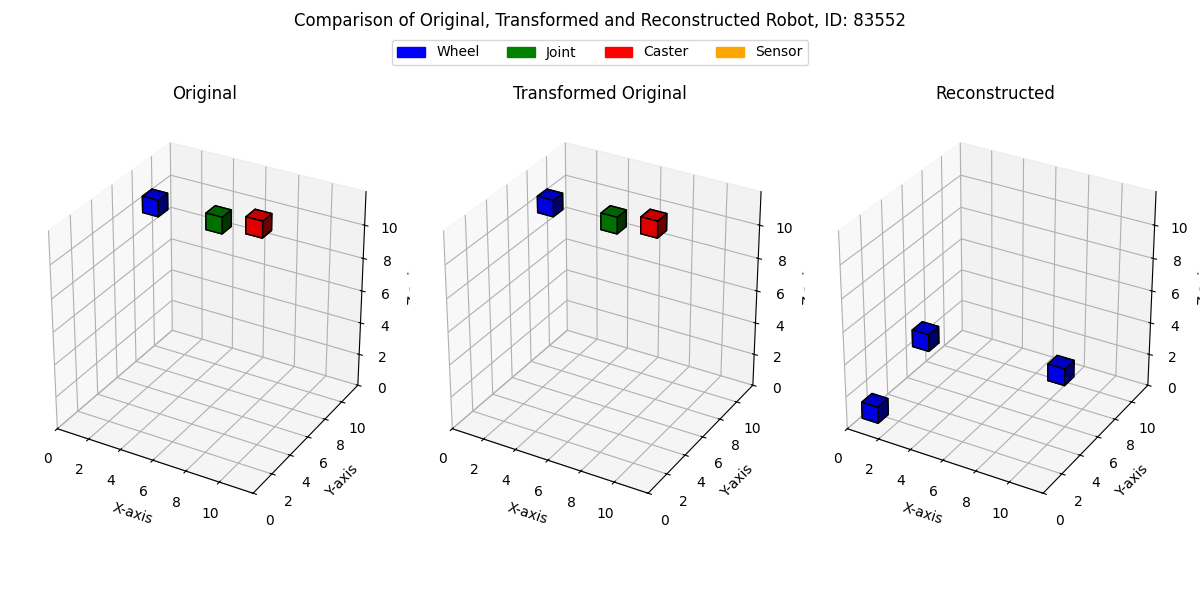 Comparison of Original, Transformed and Reconstructed Robot, ID: 83552
Wheel Joint Caster Sensor
Original Transformed Original Reconstructed
10 10 10
8 8 8
6 6 6
4 4 4
2 2 2
0 0 0
0 2 4 6 8 10 0 2 4 6 8 10 0 2 4 6 8 10
0 2 4 6 8 10 0 2 4 6 8 10 0 2 4 6 8 10
X-axis Y-axis X-axis Y-axis X-axis Y-axis